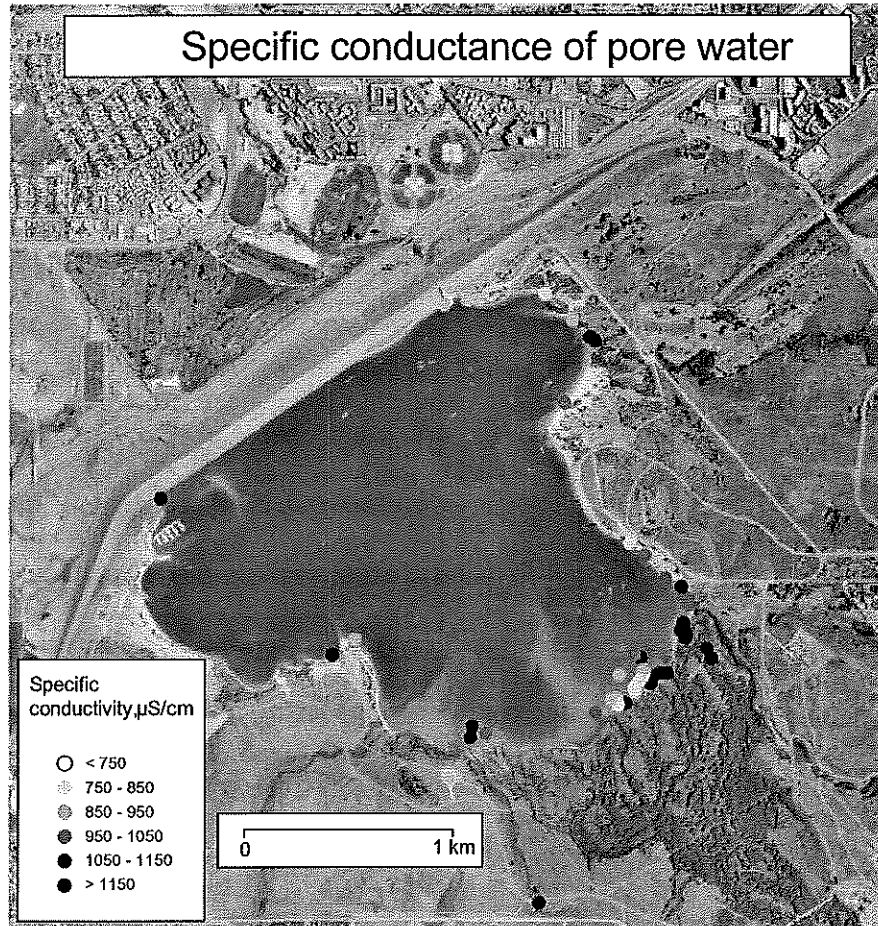 Specific conductance of pore water
Specific
conductivity,µS/cm
< 750
750 - 850
850 - 950
950 - 1050
1050 - 1150
> 1150
0 1 km